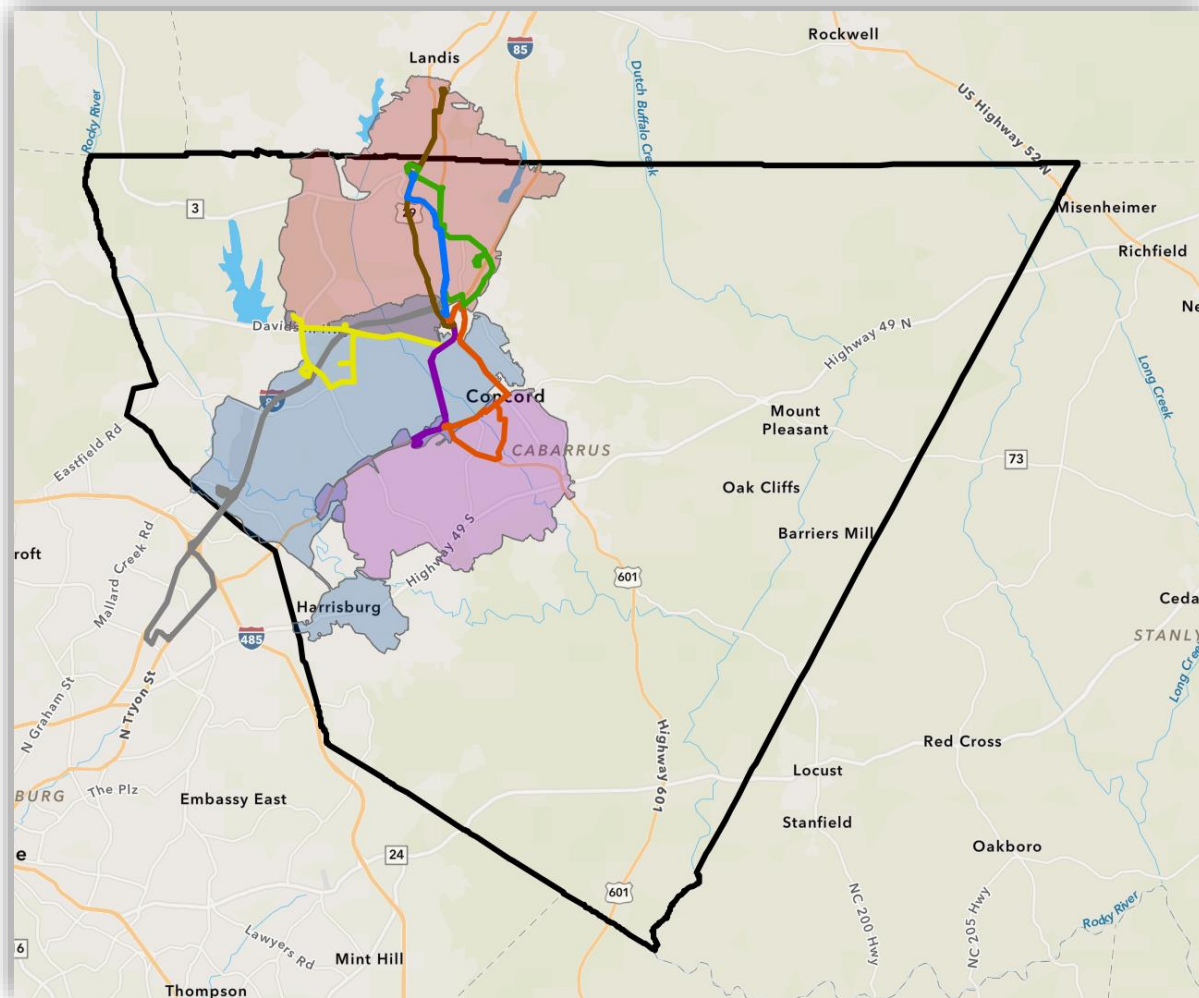 Rockwell
Landis
85
Dutch Buffalo Creek
US Highway 52 N
Rocky River
3
29
Misenheimer
Richfield
Ne
Concord
Highway 49 N
Long Creek
Mount
Pleasant
Eastfield Rd
CABARRUS
73
Oak Cliffs
Mallard Creek Rd
Barriers Mill
roft
Highway 49 S
601
Harrisburg
Ceda
485
STANLY
N Graham St
N Tryon St
Long Creek
Highway 601
Red Cross
Locust
BURG
The Plz
Embassy East
Stanfield
24
Oakboro
e
601
NC 200 Hwy
NC 205 Hwy
Rocky River
Lawyers Rd
6
Mint Hill
Thompson